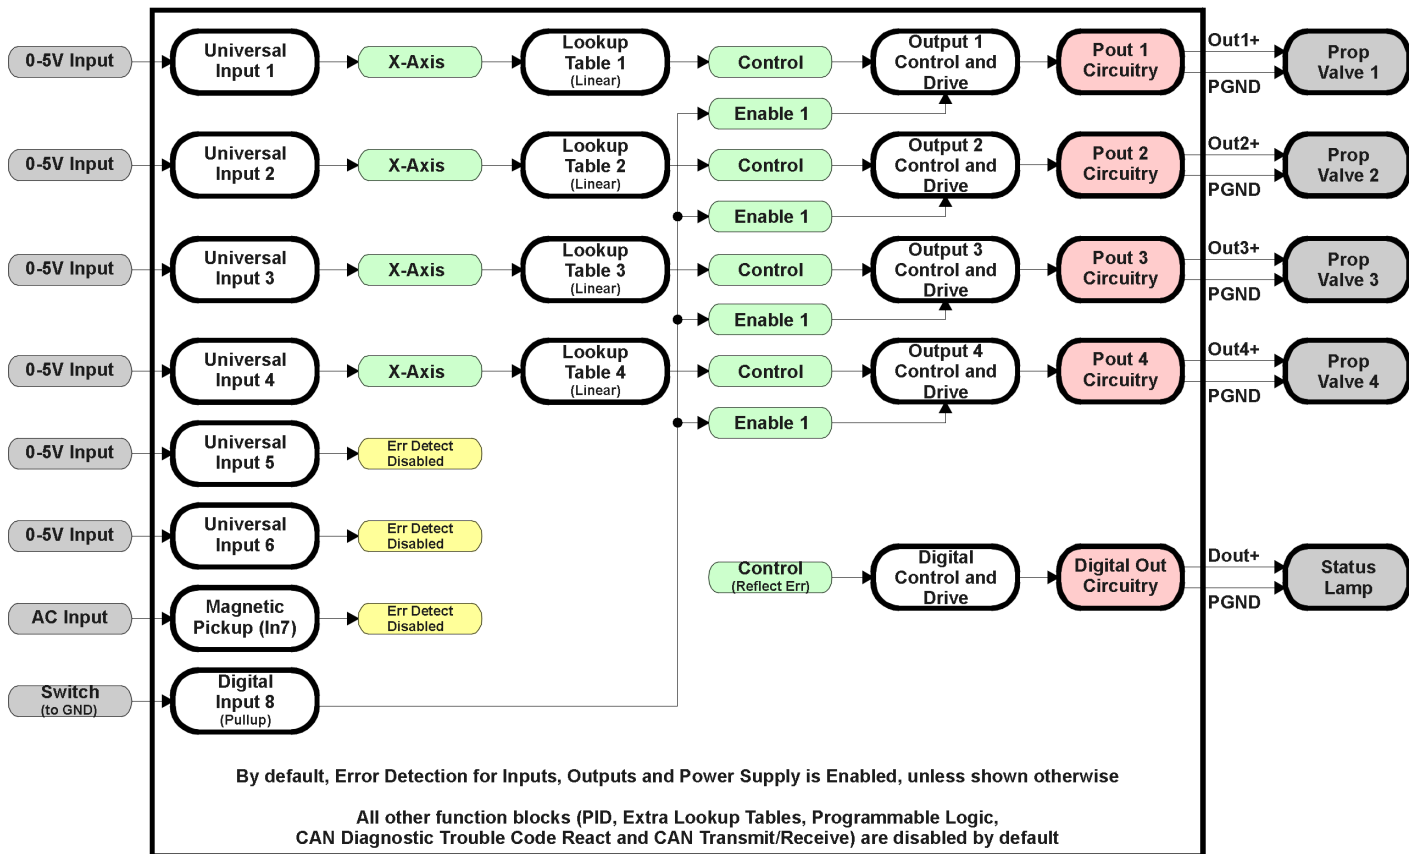 0-5V Input
Universal
Input 1
X-Axis
Lookup
Table 1
(Linear)
Control
Output 1
Control and
Drive
Pout 1
Circuitry
Out1+
PGND
Prop
Valve 1
Enable 1
0-5V Input
Universal
Input 2
X-Axis
Lookup
Table 2
(Linear)
Control
Output 2
Control and
Drive
Pout 2
Circuitry
Out2+
PGND
Prop
Valve 2
Enable 1
0-5V Input
Universal
Input 3
X-Axis
Lookup
Table 3
(Linear)
Control
Output 3
Control and
Drive
Pout 3
Circuitry
Out3+
PGND
Prop
Valve 3
Enable 1
0-5V Input
Universal
Input 4
X-Axis
Lookup
Table 4
(Linear)
Control
Output 4
Control and
Drive
Pout 4
Circuitry
Out4+
PGND
Prop
Valve 4
Enable 1
0-5V Input
Universal
Input 5
Err Detect
Disabled
0-5V Input
Universal
Input 6
Err Detect
Disabled
Control
(Reflect Err)
Digital
Control and
Drive
Digital Out
Circuitry
Dout+
PGND
Status
Lamp
AC Input
Magnetic
Pickup (In7)
Err Detect
Disabled
Switch
(to GND)
Digital
Input 8
(Pullup)
By default, Error Detection for Inputs, Outputs and Power Supply is Enabled, unless shown otherwise
All other function blocks (PID, Extra Lookup Tables, Programmable Logic,
CAN Diagnostic Trouble Code React and CAN Transmit/Receive) are disabled by default